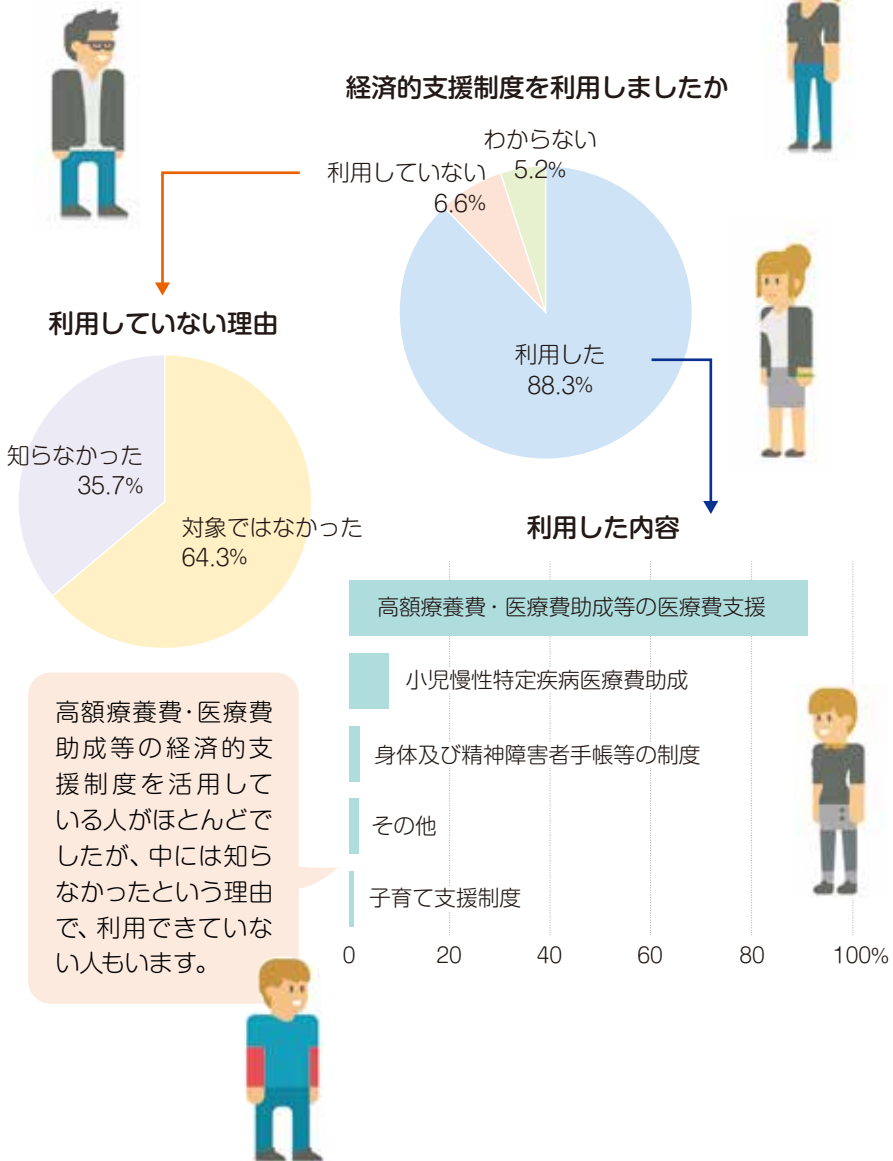 経済的支援制度を利用しましたか
わからない
5.2%
利用していない
6.6%
利用した
88.3%
利用していない理由
知らなかった
35.7%
対象ではなかった
64.3%
利用した内容
高額療養費・医療費助成等の医療費支援
小児慢性特定疾病医療費助成
身体及び精神障害者手帳等の制度
その他
子育て支援制度
0 20 40 60 80 100%
高額療養費・医療費
助成等の経済的支
援制度を活用して
いる人がほとんどで
したが、中には知ら
なかったという理由
で、利用できていな
い人もいます。